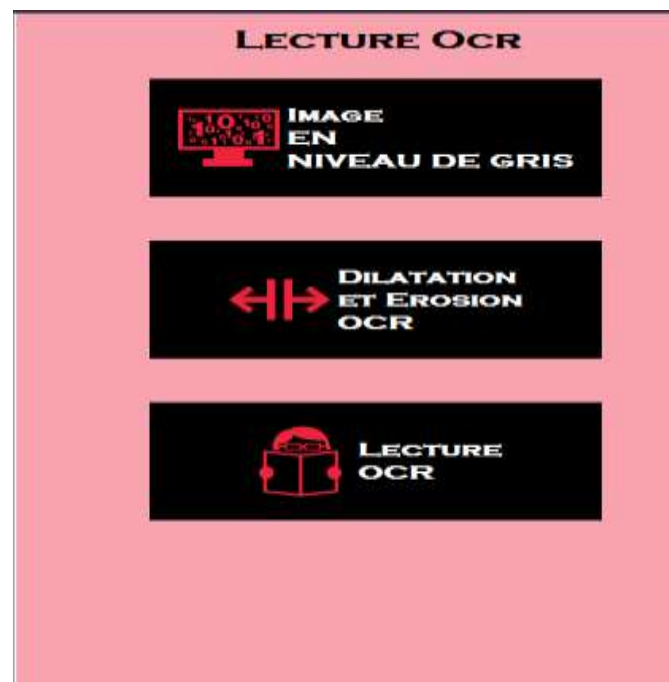 Lecture Ocr
Image
en
niveau de gris
Dilatation
et Erosion
OCR
Lecture
OCR